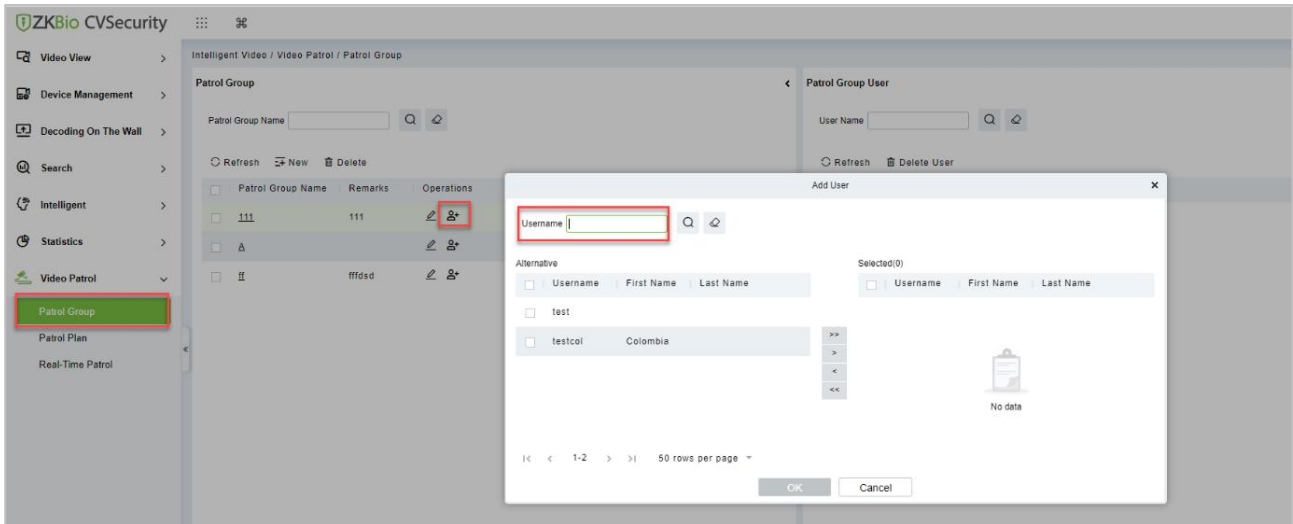 ZKBio CVSecurity
Video View
Device Management
Decoding On The Wall
Search
Intelligent
Statistics
Video Patrol
Patrol Group
Patrol Plan
Real-Time Patrol
Intelligent Video / Video Patrol / Patrol Group
Patrol Group
Patrol Group Name
Refresh New Delete
Patrol Group Name Remarks Operations
111 111
A
ff fffdsd
Patrol Group User
User Name
Refresh Delete User
Add User
Username
Alternative
Username First Name Last Name
test
testcol Colombia
>>
>
<
<<
Selected(0)
Username First Name Last Name
No data
1-2 50 rows per page
OK Cancel